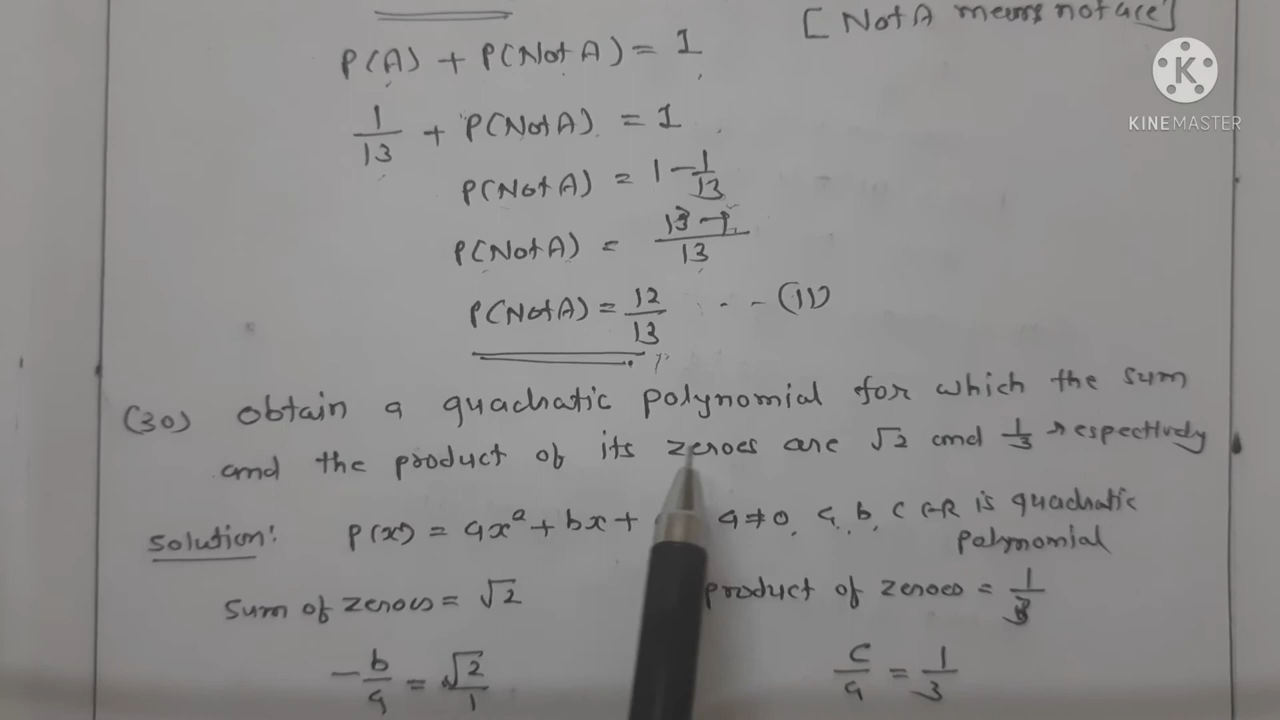 [Not A means not ace]
P(A) + P(Not A) = 1
1/13 + P(Not A) = 1
P(Not A) = 1 - 1/13
P(Not A) = 13-1/13
P(Not A) = 12/13 --(II)
(30) obtain a quadratic polynomial for which the sum
and the product of its zeroes are √2 and 1/3 respectively
Solution: P(x) = ax² + bx + a≠0, a, b, c ∈ R is quadratic
polynomial
Sum of zeroes = √2 product of zeroes = 1/3
-b/a = √2/1 c/a = 1/3
KINEMASTER